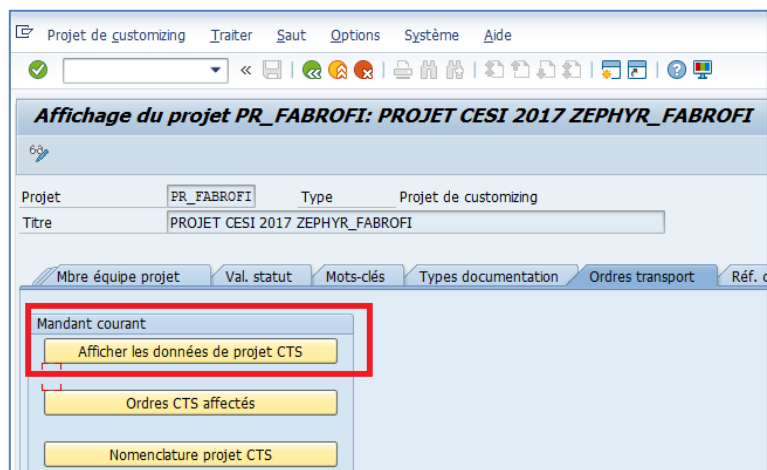 Projet de customizing Traiter Saut Options Système Aide
Affichage du projet PR_FABROFI: PROJET CESI 2017 ZEPHYR_FABROFI
Projet PR_FABROFI Type Projet de customizing
Titre PROJET CESI 2017 ZEPHYR_FABROFI
Mbre équipe projet Val. statut Mots-clés Types documentation Ordres transport Réf.
Mandant courant
Afficher les données de projet CTS
Ordres CTS affectés
Nomenclature projet CTS